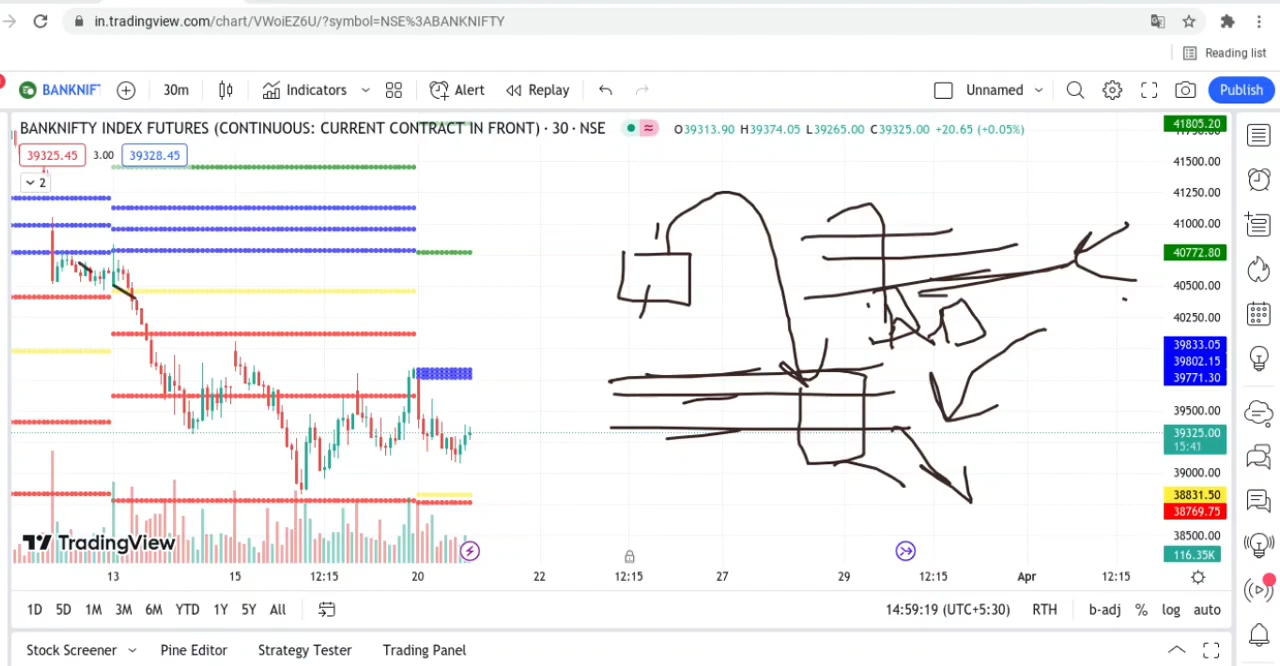 in.tradingview.com/chart/VWoiEZ6U/?symbol=NSE%3ABANKNIFTY
Reading list
BANKNIFT 30m Indicators Alert Replay Unnamed Publish
BANKNIFTY INDEX FUTURES (CONTINUOUS: CURRENT CONTRACT IN FRONT) · 30 · NSE O39313.90 H39374.05 L39265.00 C39325.00 +20.65 (+0.05%)
39325.45 3.00 39328.45
2
41805.20
41500.00
41250.00
41000.00
40772.80
40500.00
40250.00
39833.05
39802.15
39771.30
39500.00
39325.00
15:41
39000.00
38831.50
38769.75
38500.00
116.35K
TradingView
13 15 12:15 20 22 12:15 27 29 12:15 Apr 12:15
1D 5D 1M 3M 6M YTD 1Y 5Y All 14:59:19 (UTC+5:30) RTH b-adj % log auto
Stock Screener Pine Editor Strategy Tester Trading Panel